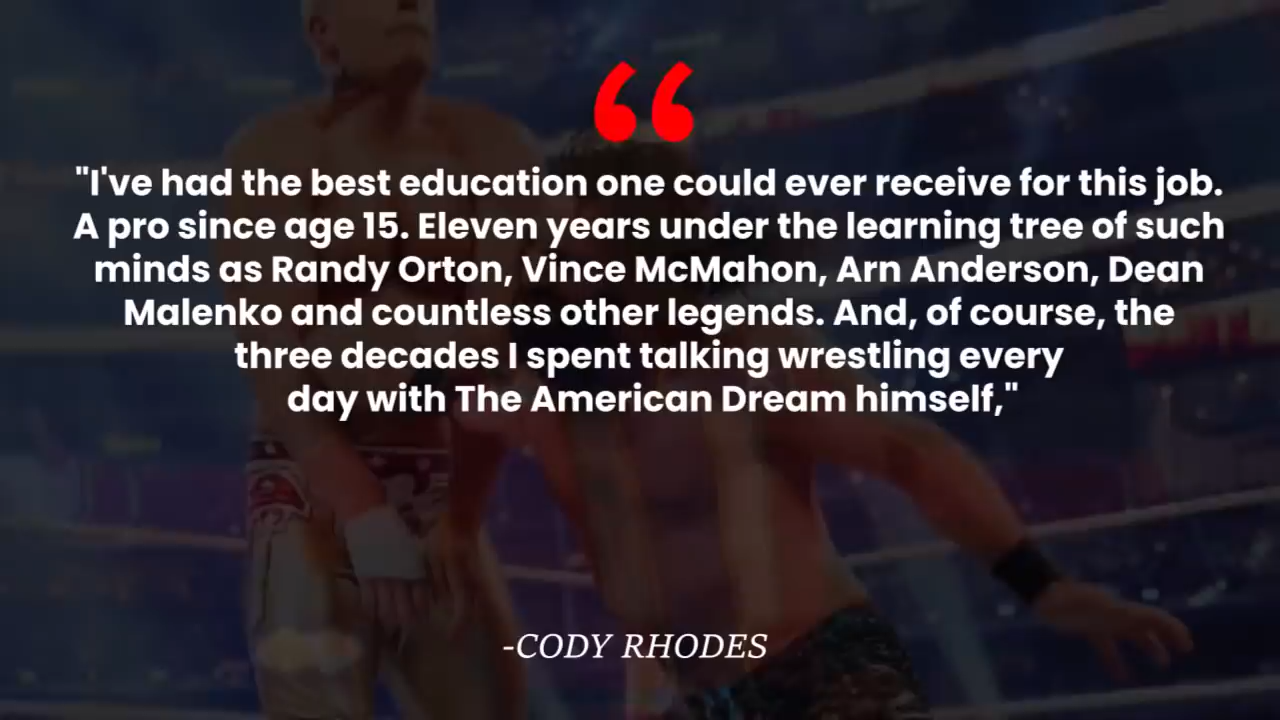 "I've had the best education one could ever receive for this job.
A pro since age 15. Eleven years under the learning tree of such
minds as Randy Orton, Vince McMahon, Arn Anderson, Dean
Malenko and countless other legends. And, of course, the
three decades I spent talking wrestling every
day with The American Dream himself,"
-CODY RHODES